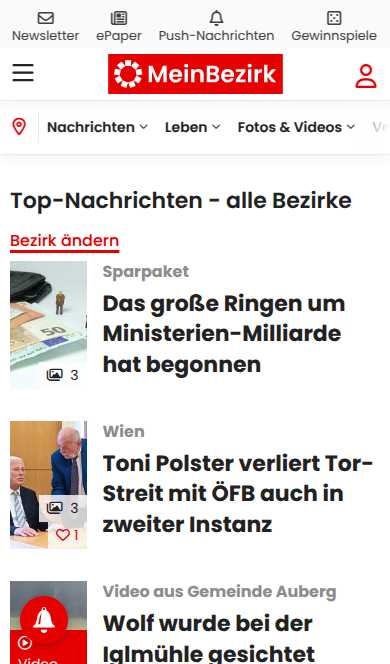 Newsletter ePaper Push-Nachrichten Gewinnspiele
MeinBezirk
Nachrichten Leben Fotos & Videos Ve
Top-Nachrichten - alle Bezirke
Bezirk ändern
Sparpaket
Das große Ringen um
Ministerien-Milliarde
hat begonnen
50
3
Wien
Toni Polster verliert Tor-
Streit mit ÖFB auch in
zweiter Instanz
3
1
Video aus Gemeinde Auberg
Wolf wurde bei der
Iglmühle gesichtet
Video